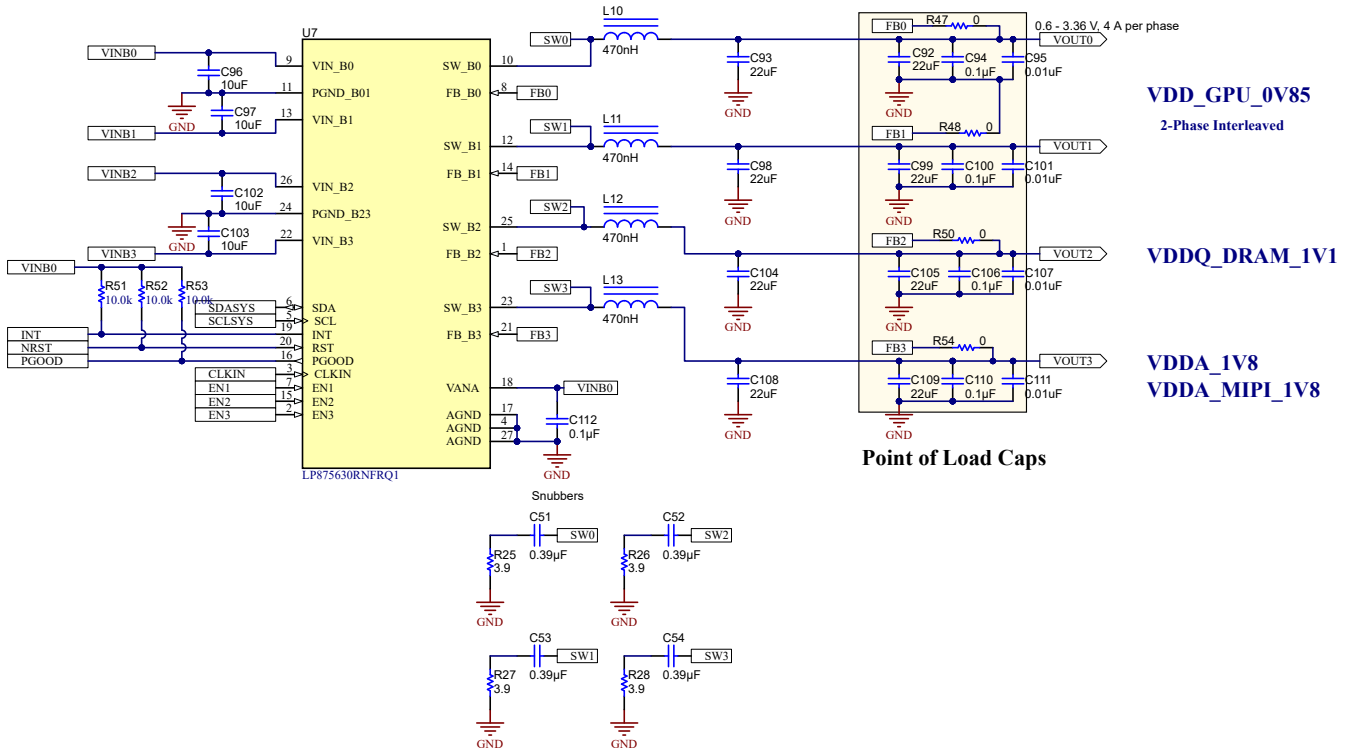 L10
470nH
SW0
U7
VINB0
C96
10uF
GND
C97
10uF
VINB1
VINB2
C102
10uF
GND
C103
10uF
VINB3
VINB0
R51
10.0k
R52
10.0k
R53
10.0k
SDASYS
SCLSYS
INT
NRST
PGOOD
CLKIN
EN1
EN2
EN3
9 VIN_B0
11 PGND_B01
13 VIN_B1
26 VIN_B2
24 PGND_B23
22 VIN_B3
6 SDA
5 SCL
19 INT
20 RST
16 PGOOD
3 CLKIN
7 EN1
15 EN2
2 EN3
SW_B0 10
FB_B0 8 FB0
SW_B1 12
FB_B1 14 FB1
SW_B2 25
FB_B2 1 FB2
SW_B3 23
FB_B3 21 FB3
VANA 18 VINB0
AGND 17
AGND 4
AGND 27
LP875630RNFRQ1
C112
0.1µF
GND
SW1
L11
470nH
SW2
L12
470nH
SW3
L13
470nH
C93
22uF
GND
C98
22uF
GND
C104
22uF
GND
C108
22uF
GND
FB0 R47 0
C92
22uF
C94
0.1µF
C95
0.01uF
GND
0.6 - 3.36 V, 4 A per phase
VOUT0
FB1 R48 0
C99
22uF
C100
0.1µF
C101
0.01uF
GND
VOUT1
FB2 R50 0
C105
22uF
C106
0.1µF
C107
0.01uF
GND
VOUT2
FB3 R54 0
C109
22uF
C110
0.1µF
C111
0.01uF
GND
VOUT3
VDD_GPU_0V85
2-Phase Interleaved
VDDQ_DRAM_1V1
VDDA_1V8
VDDA_MIPI_1V8
Point of Load Caps
Snubbers
C51
0.39µF
SW0
R25
3.9
GND
C52
0.39µF
SW2
R26
3.9
GND
C53
0.39µF
SW1
R27
3.9
GND
C54
0.39µF
SW3
R28
3.9
GND